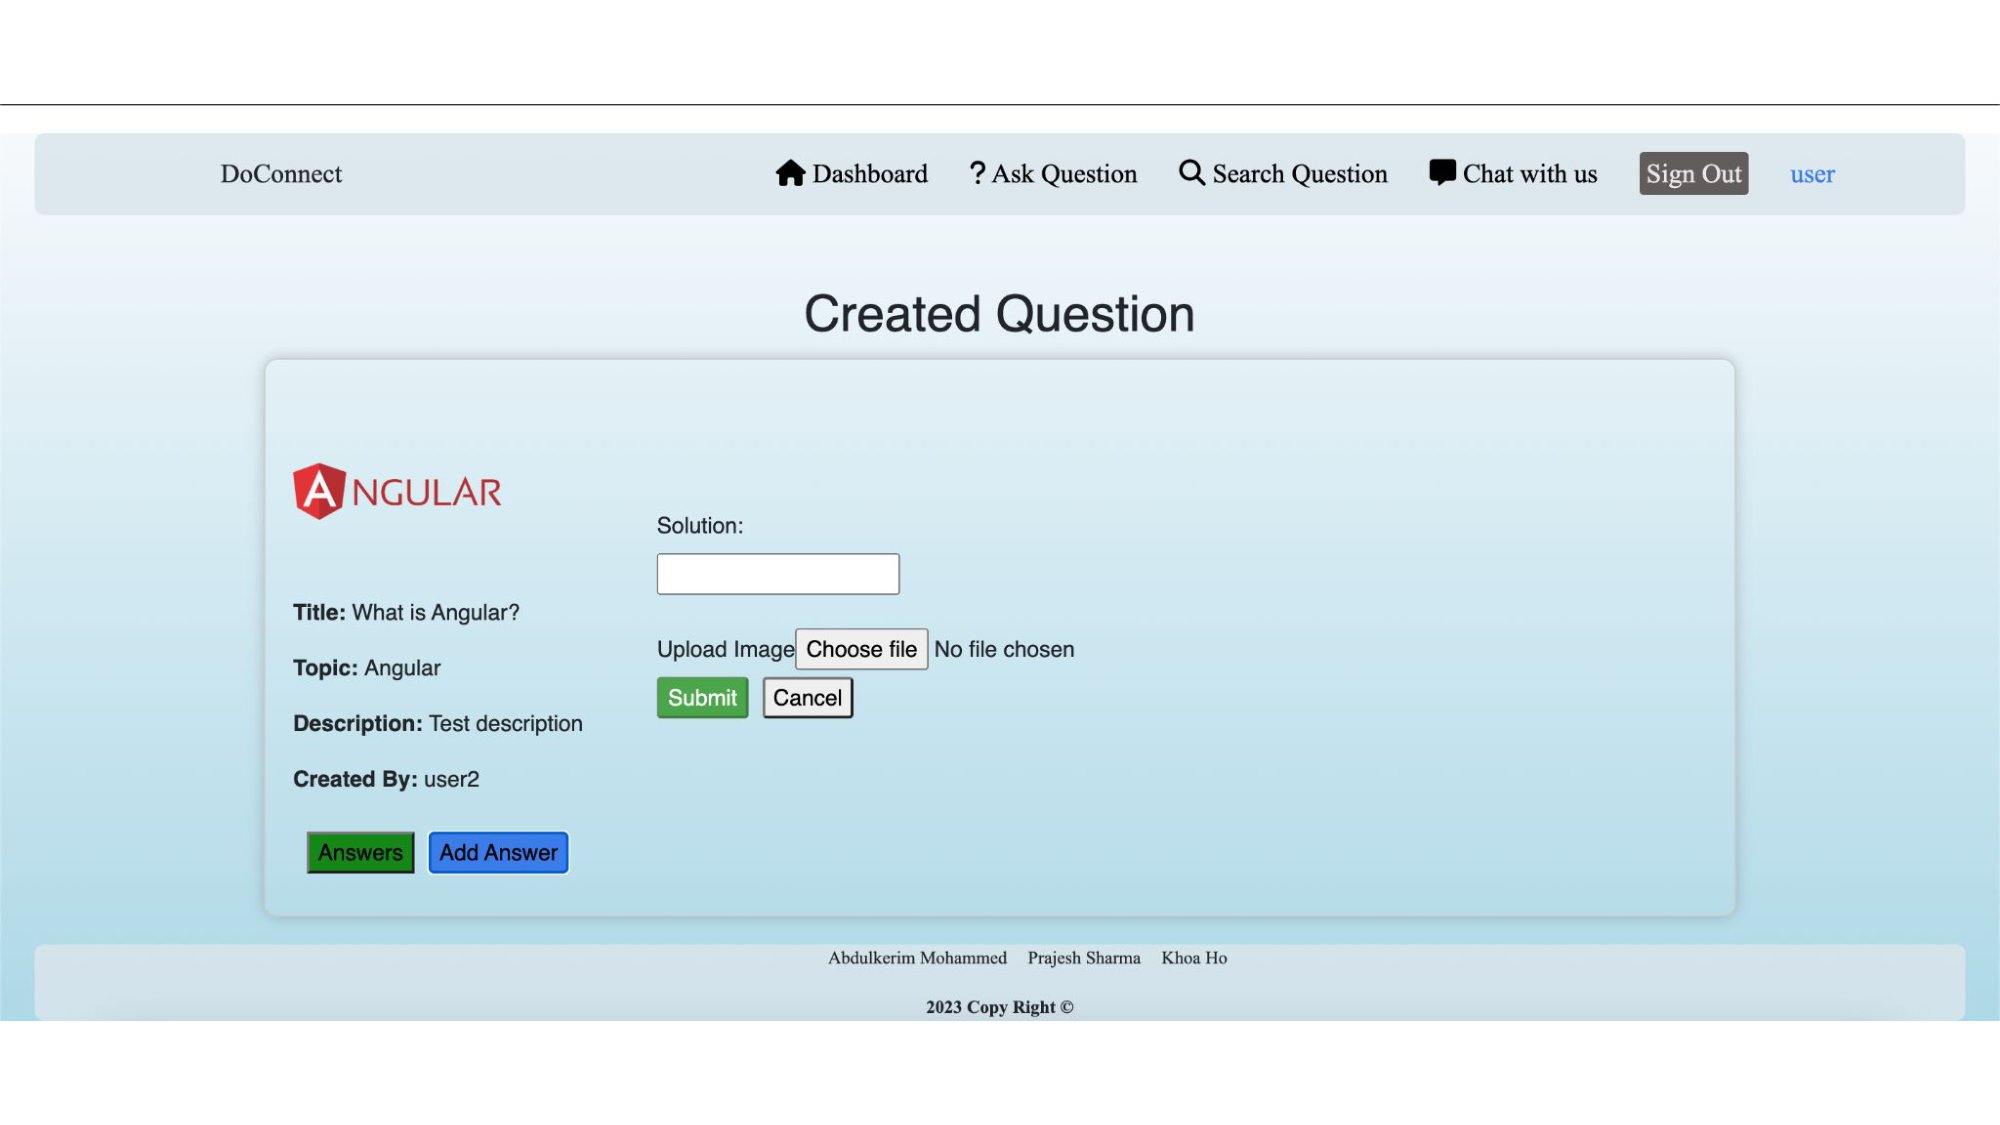 DoConnect Dashboard ? Ask Question Search Question Chat with us Sign Out user
Created Question
ANGULAR
Title: What is Angular?
Topic: Angular
Description: Test description
Created By: user2
Answers Add Answer
Solution:
Upload Image Choose file No file chosen
Submit Cancel
Abdulkerim Mohammed Prajesh Sharma Khoa Ho
2023 Copy Right ©